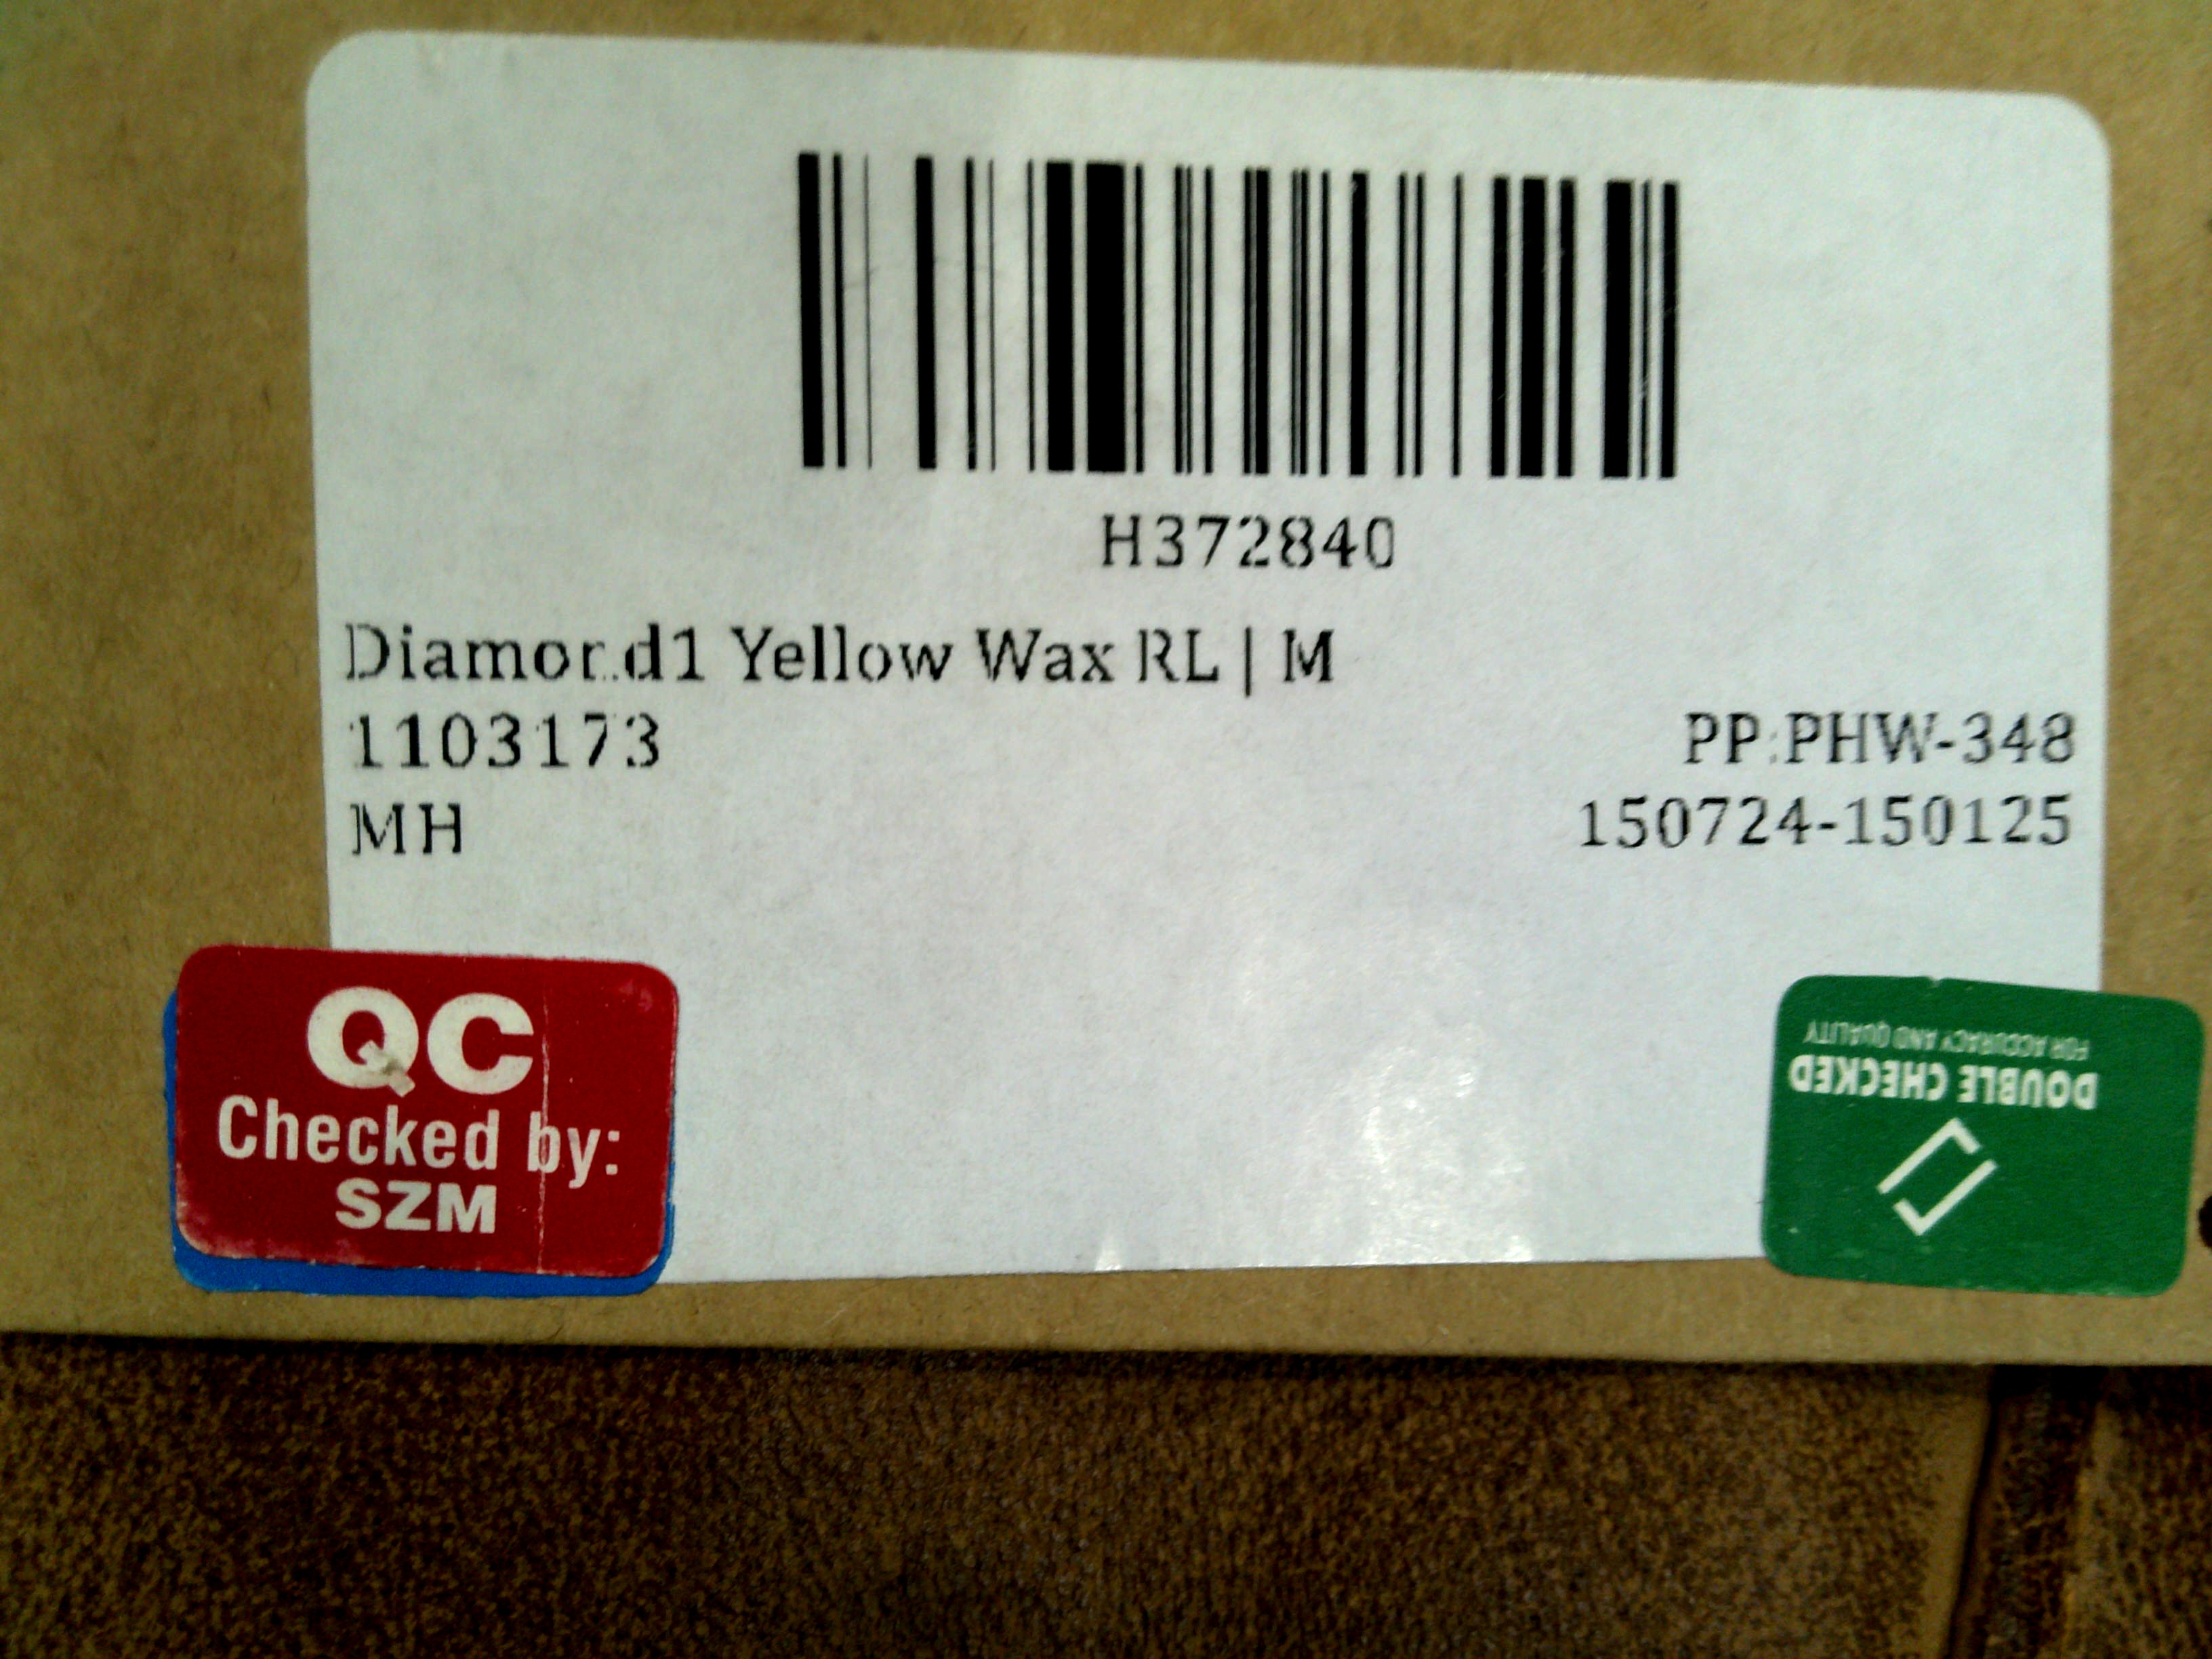 H372840
Diamond1 Yellow Wax RL | M
1103173
PP:PHW-348
MH
150724-150125
QC
Checked by:
SZM
DOUBLE CHECKED
FOR ACCURACY AND QUALITY